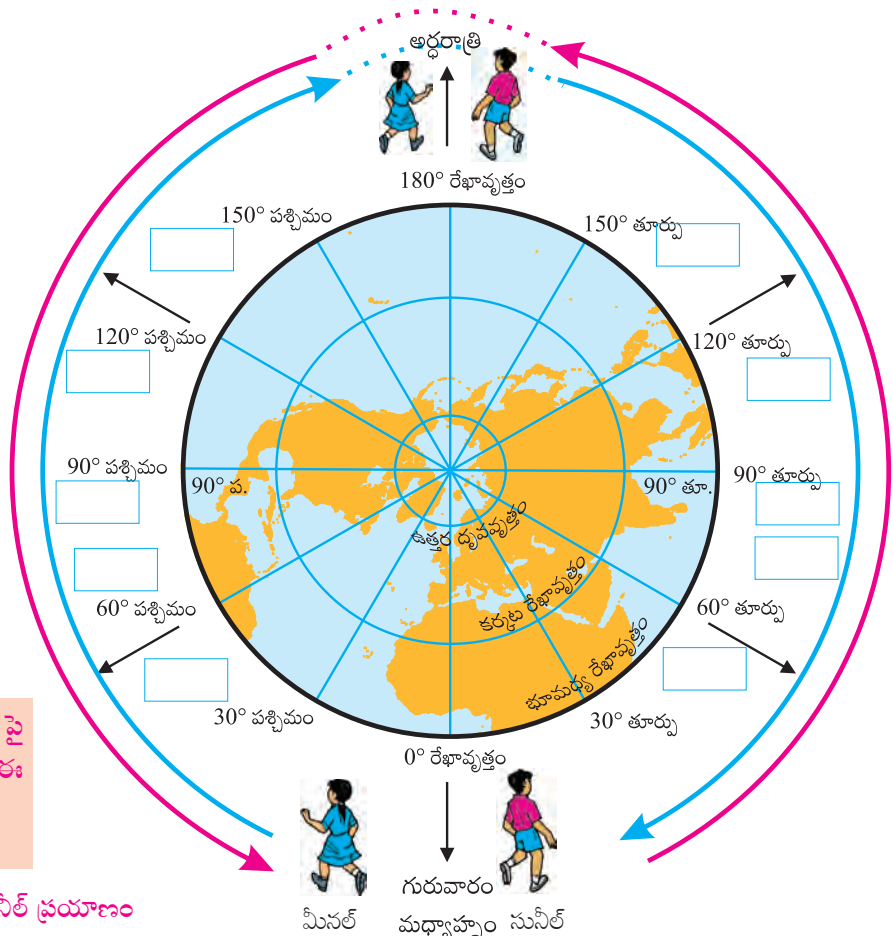 అర్ధరాత్రి
180° రేఖావృత్తం
150° పశ్చిమం
150° తూర్పు
120° పశ్చిమం
120° తూర్పు
90° పశ్చిమం
90° తూర్పు
90° ప.
90° తూ.
ఉత్తర దృవవృత్తం
కర్కట రేఖావృత్తం
భూమధ్య రేఖావృత్తం
60° పశ్చిమం
60° తూర్పు
30° పశ్చిమం
30° తూర్పు
0° రేఖావృత్తం
గురువారం
మీనల్ మధ్యాహ్నం సునీల్
ప్రయాణం